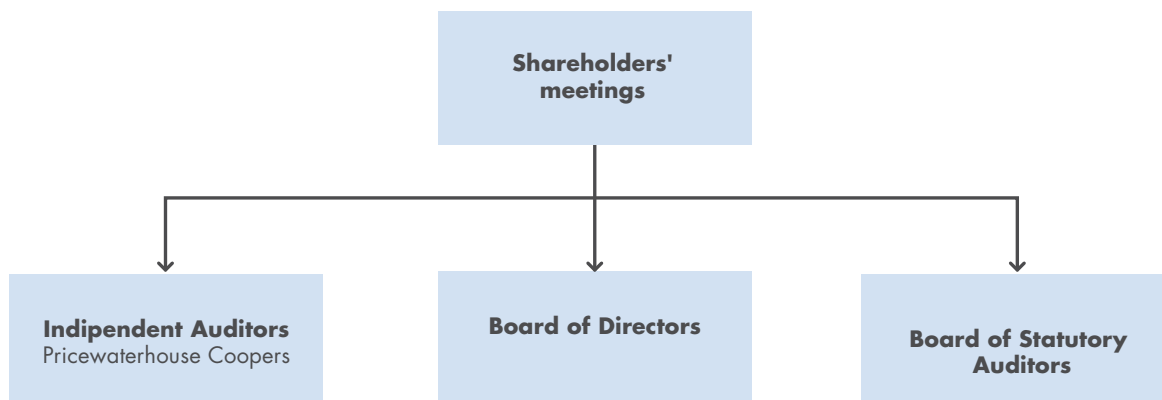 Shareholders'
meetings
Indipendent Auditors
Pricewaterhouse Coopers
Board of Directors
Board of Statutory
Auditors